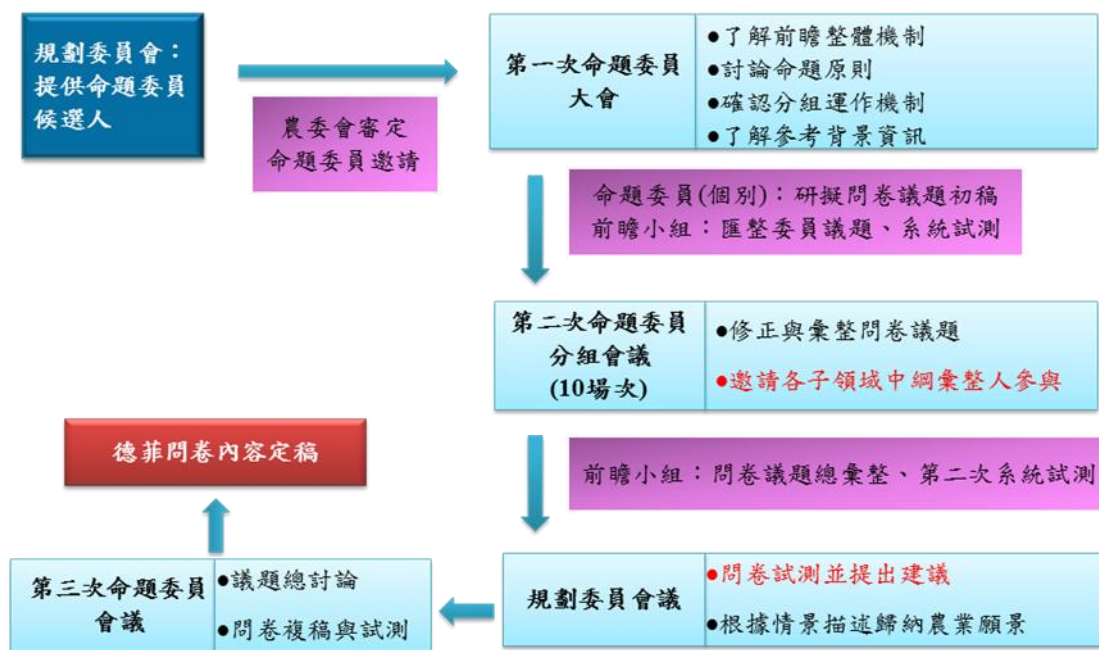 規劃委員會：
提供命題委員
候選人
農委會審定
命題委員邀請
第一次命題委員
大會
●了解前瞻整體機制
●討論命題原則
●確認分組運作機制
●了解參考背景資訊
命題委員(個別)：研擬問卷議題初稿
前瞻小組：匯整委員議題、系統試測
第二次命題委員
分組會議
(10場次)
●修正與彙整問卷議題
●邀請各子領域中綱彙整人參與
前瞻小組：問卷議題總彙整、第二次系統試測
規劃委員會議
●問卷試測並提出建議
●根據情景描述歸納農業願景
第三次命題委員
會議
●議題總討論
●問卷複稿與試測
德菲問卷內容定稿